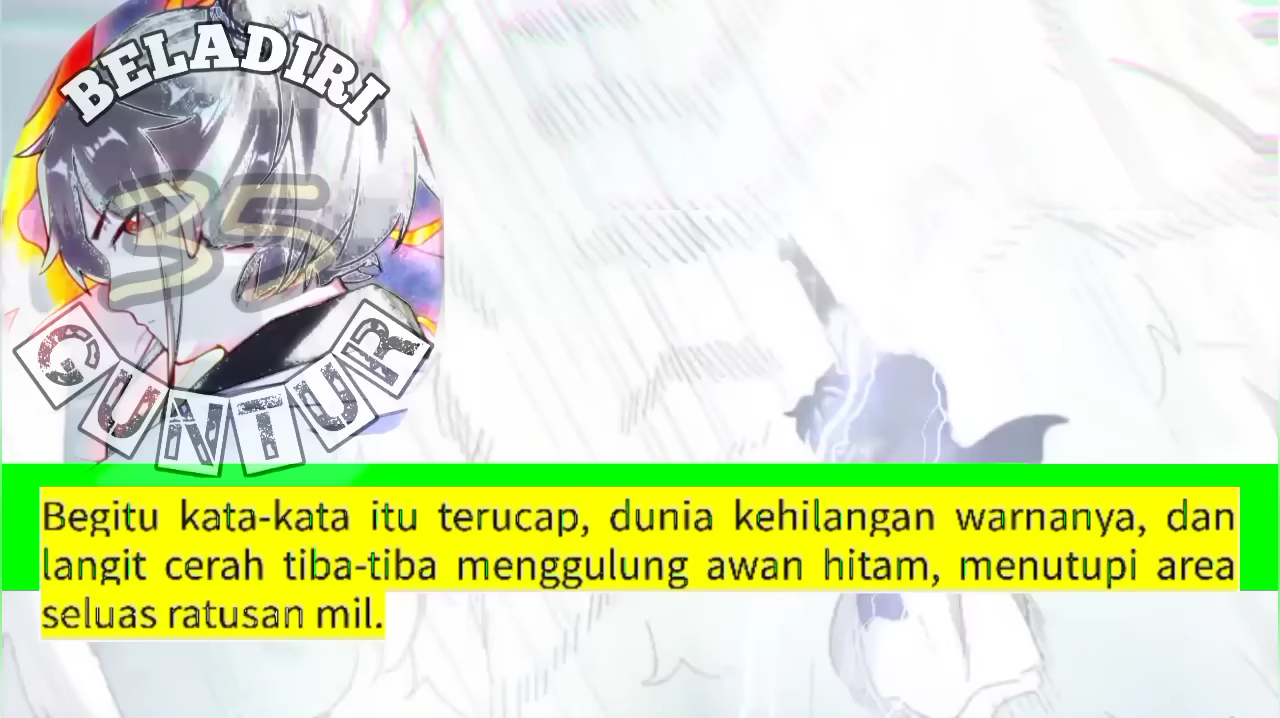 BELADIRI
35
GUNTUR
Begitu kata-kata itu terucap, dunia kehilangan warnanya, dan
langit cerah tiba-tiba menggulung awan hitam, menutupi area
seluas ratusan mil.